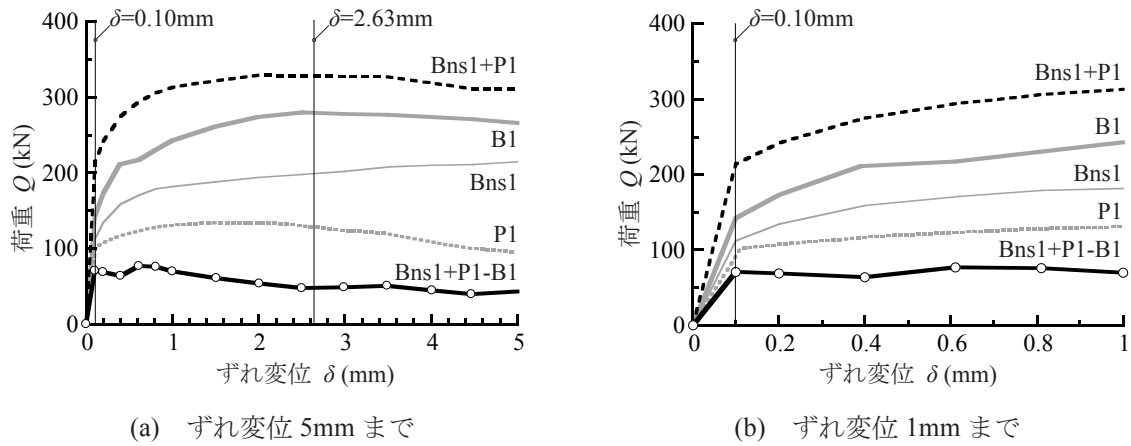 400
300
200
100
0
荷重 Q (kN)
δ=0.10mm
δ=2.63mm
Bns1+P1
B1
Bns1
P1
Bns1+P1-B1
0 1 2 3 4 5
ずれ変位 δ (mm)
(a) ずれ変位 5mm まで
400
300
200
100
0
荷重 Q (kN)
δ=0.10mm
Bns1+P1
B1
Bns1
P1
Bns1+P1-B1
0 0.2 0.4 0.6 0.8 1
ずれ変位 δ (mm)
(b) ずれ変位 1mm まで